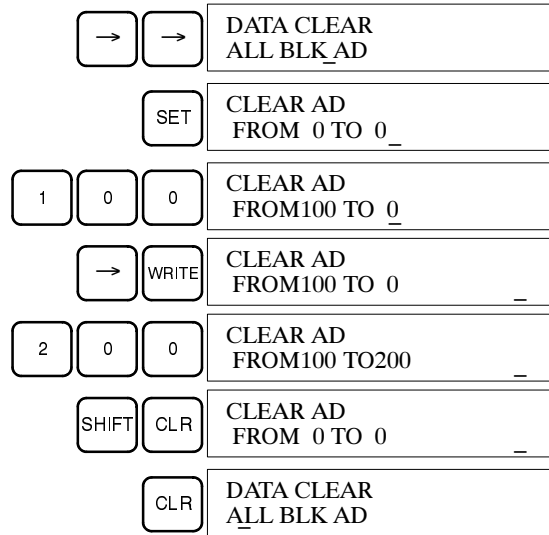 → → DATA CLEAR
ALL BLK AD
SET CLEAR AD
FROM 0 TO 0
1 0 0 CLEAR AD
FROM100 TO 0
→ WRITE CLEAR AD
FROM100 TO 0
2 0 0 CLEAR AD
FROM100 TO200
SHIFT CLR CLEAR AD
FROM 0 TO 0
CLR DATA CLEAR
ALL BLK AD